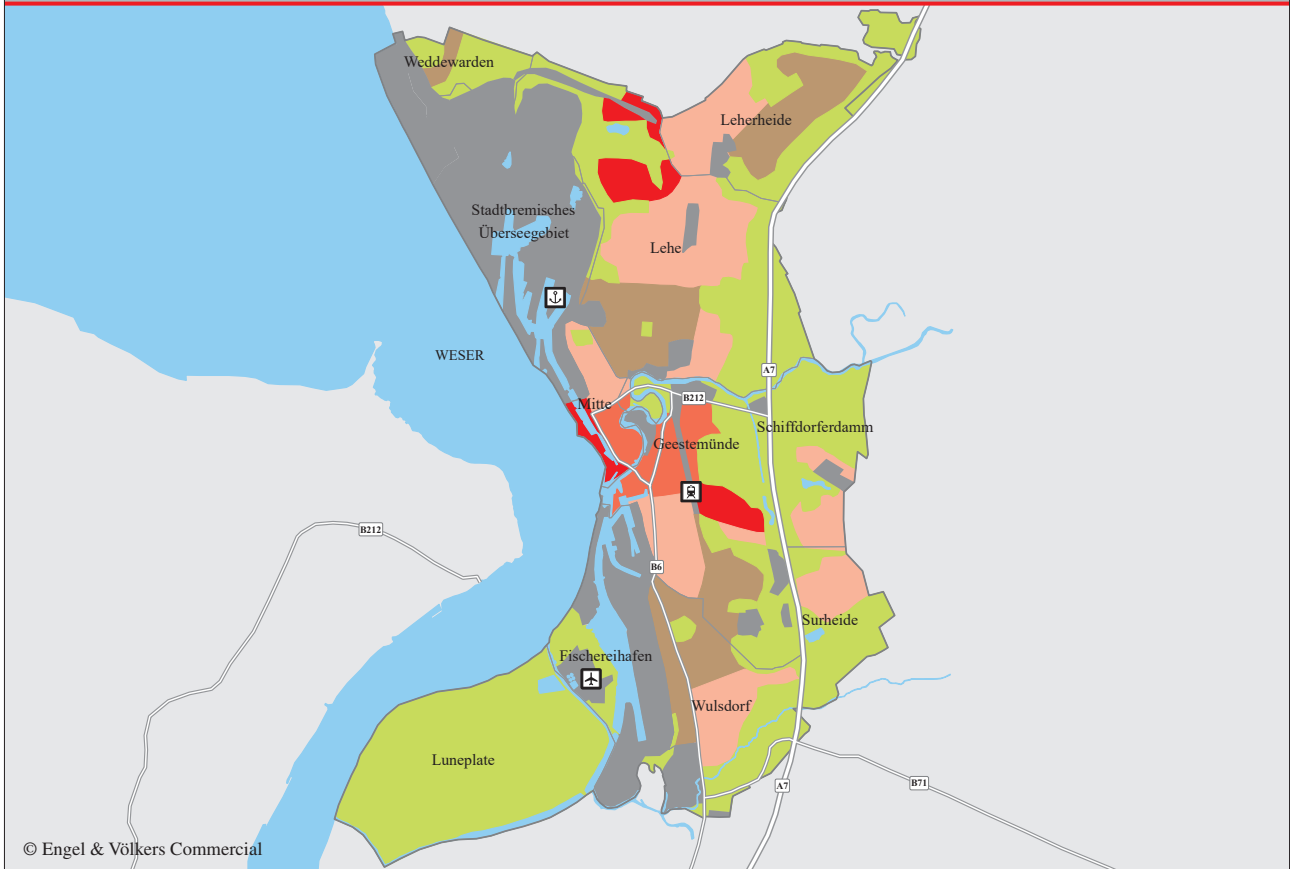 Weddewarden
Leherheide
Stadtbremisches
Überseegebiet
Lehe
WESER
A7
Mitte
B212
Schiffdorferdamm
Geestemünde
B212
B6
Surheide
Fischereihafen
Wulsdorf
Luneplate
A7
B71
© Engel & Völkers Commercial